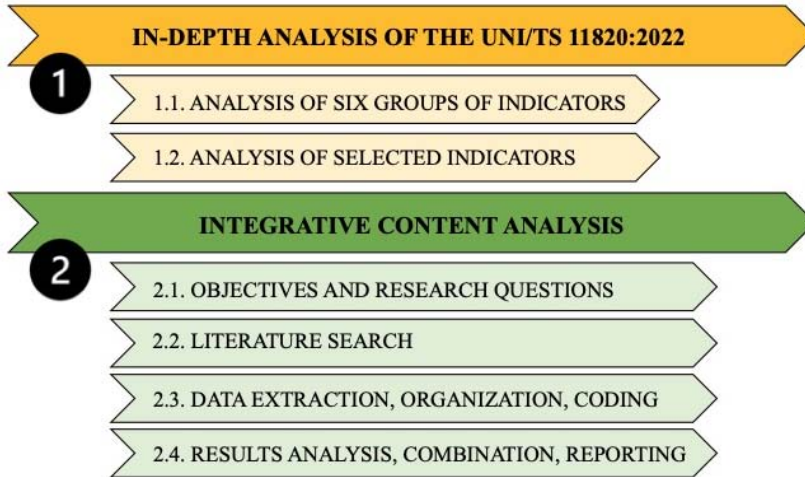 IN-DEPTH ANALYSIS OF THE UNI/TS 11820:2022
1
1.1. ANALYSIS OF SIX GROUPS OF INDICATORS
1.2. ANALYSIS OF SELECTED INDICATORS
INTEGRATIVE CONTENT ANALYSIS
2
2.1. OBJECTIVES AND RESEARCH QUESTIONS
2.2. LITERATURE SEARCH
2.3. DATA EXTRACTION, ORGANIZATION, CODING
2.4. RESULTS ANALYSIS, COMBINATION, REPORTING